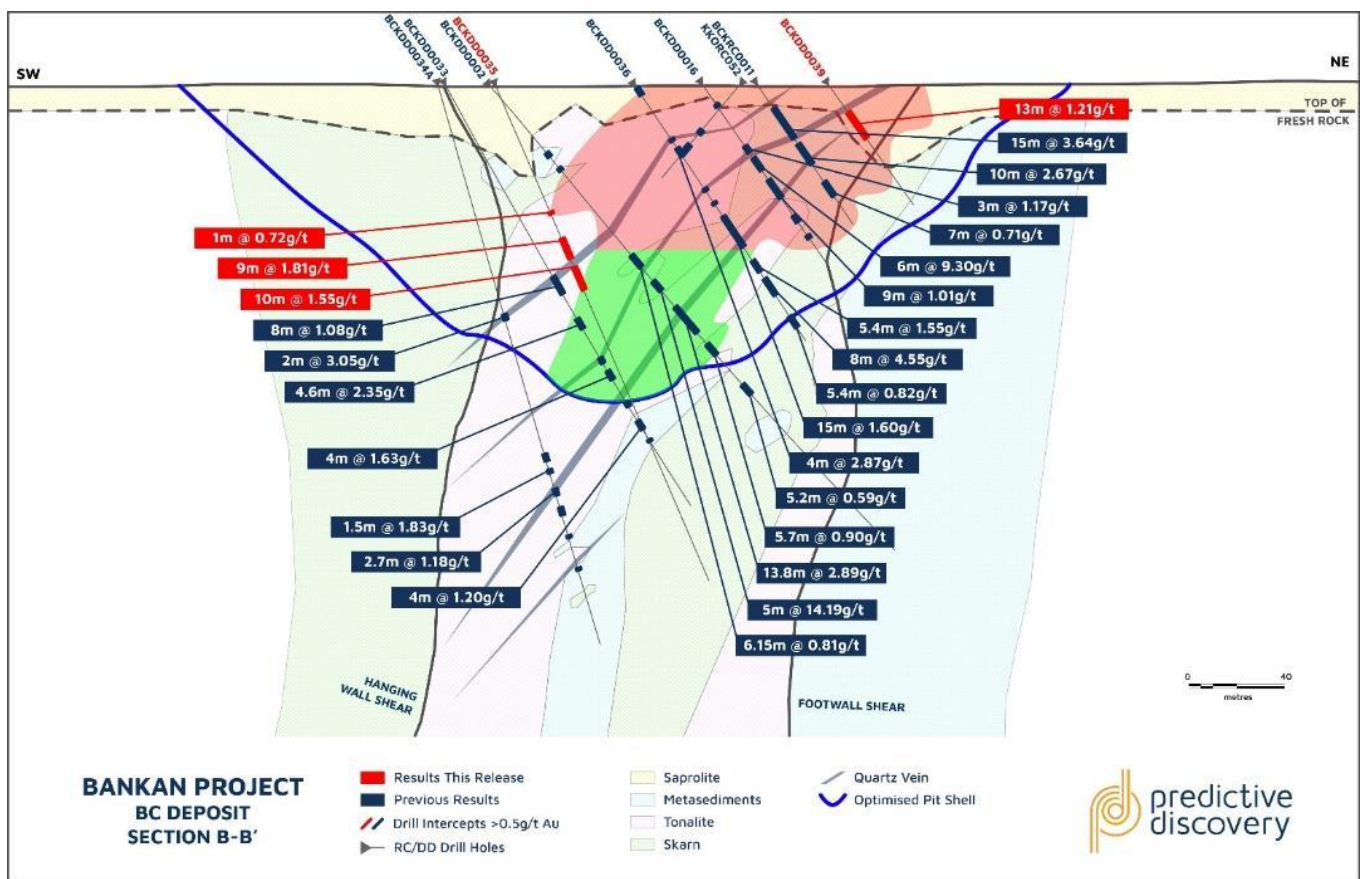 BCKDD0034A
BCKDD0033
BCKDD0002
BCKDD0035
BCKDD0036
BCKDD0016
BCKRC0011
KKORC052
BCKDD0039
SW
NE
TOP OF
FRESH ROCK
13m @ 1.21g/t
15m @ 3.64g/t
10m @ 2.67g/t
3m @ 1.17g/t
7m @ 0.71g/t
6m @ 9.30g/t
9m @ 1.01g/t
5.4m @ 1.55g/t
8m @ 4.55g/t
5.4m @ 0.82g/t
15m @ 1.60g/t
4m @ 2.87g/t
5.2m @ 0.59g/t
5.7m @ 0.90g/t
13.8m @ 2.89g/t
5m @ 14.19g/t
6.15m @ 0.81g/t
1m @ 0.72g/t
9m @ 1.81g/t
10m @ 1.55g/t
8m @ 1.08g/t
2m @ 3.05g/t
4.6m @ 2.35g/t
4m @ 1.63g/t
1.5m @ 1.83g/t
2.7m @ 1.18g/t
4m @ 1.20g/t
HANGING
WALL SHEAR
FOOTWALL SHEAR
0 40
metres
BANKAN PROJECT
BC DEPOSIT
SECTION B-B'
Results This Release
Previous Results
Drill Intercepts >0.5g/t Au
RC/DD Drill Holes
Saprolite
Metasediments
Tonalite
Skarn
Quartz Vein
Optimised Pit Shell
predictive
discovery